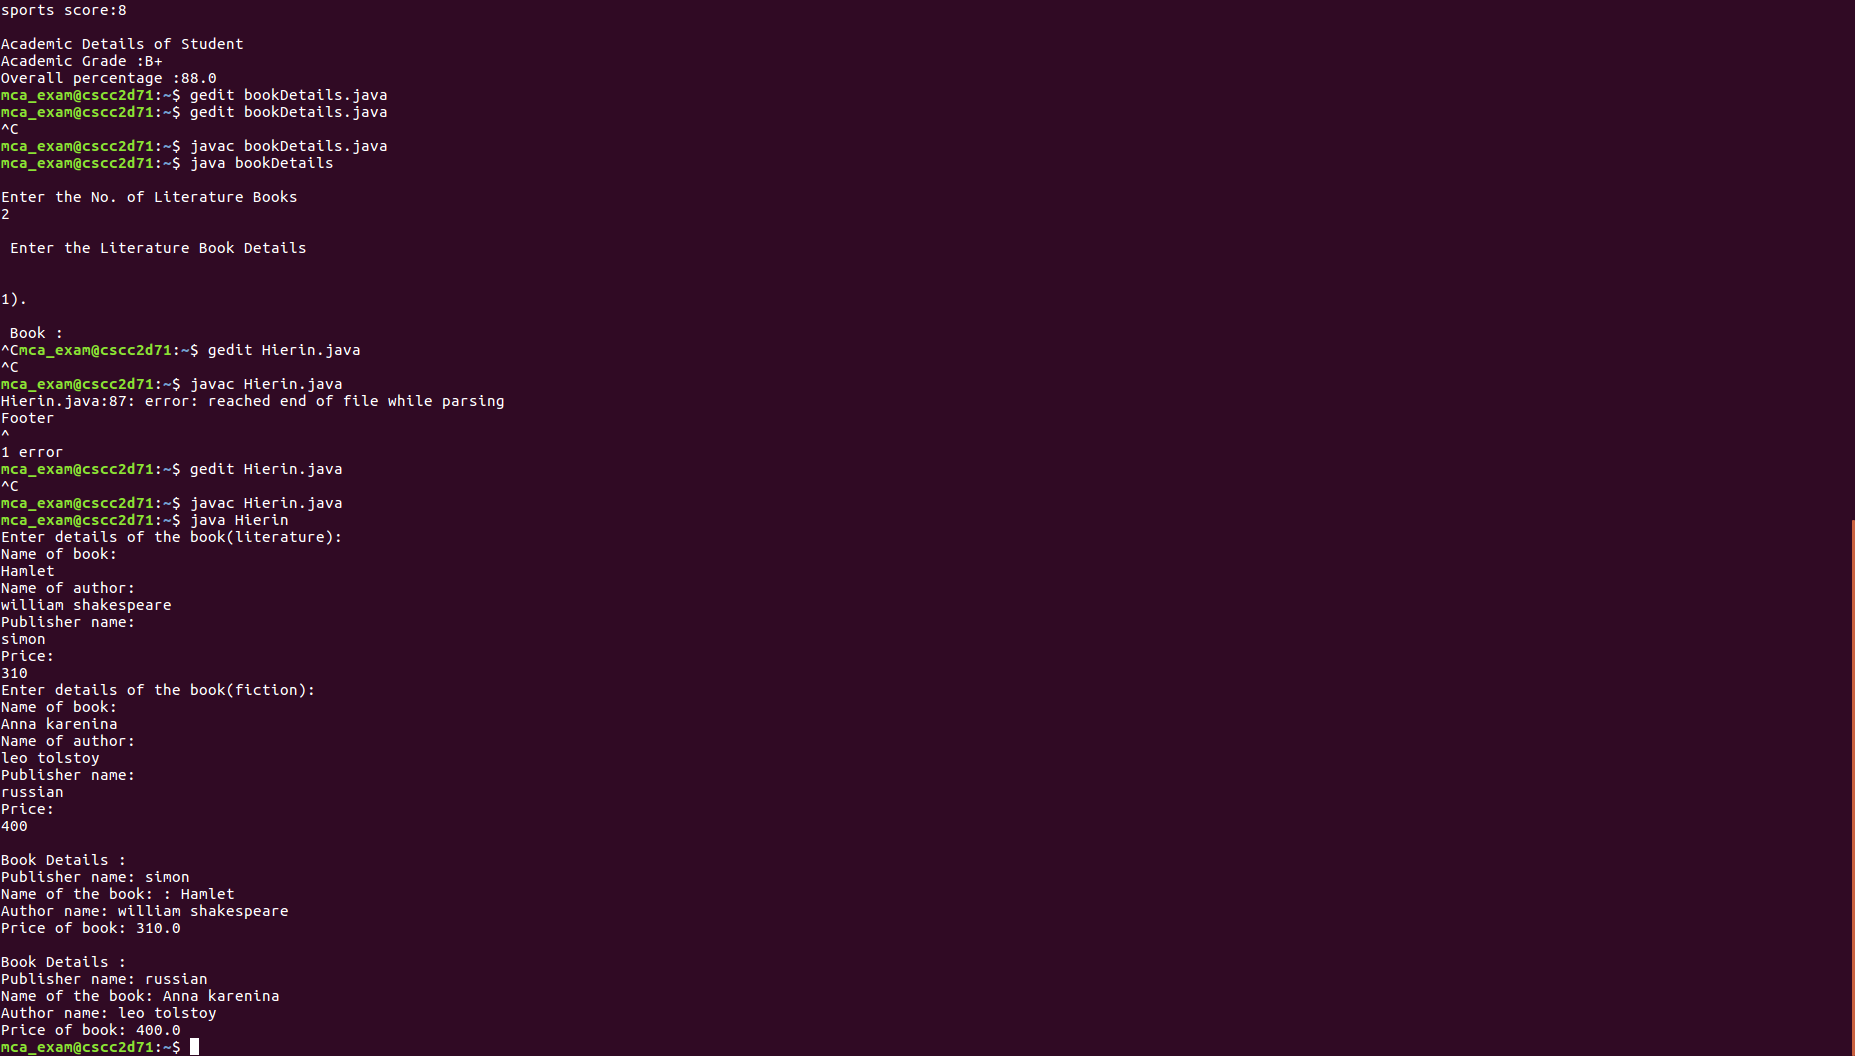 sports score:8
Academic Details of Student
Academic Grade :B+
Overall percentage :88.0
mca_exam@cscc2d71:~$ gedit bookDetails.java
mca_exam@cscc2d71:~$ gedit bookDetails.java
^C
mca_exam@cscc2d71:~$ javac bookDetails.java
mca_exam@cscc2d71:~$ java bookDetails
Enter the No. of Literature Books
2
Enter the Literature Book Details
1).
Book :
^Cmca_exam@cscc2d71:~$ gedit Hierin.java
^C
mca_exam@cscc2d71:~$ javac Hierin.java
Hierin.java:87: error: reached end of file while parsing
Footer
^
1 error
mca_exam@cscc2d71:~$ gedit Hierin.java
^C
mca_exam@cscc2d71:~$ javac Hierin.java
mca_exam@cscc2d71:~$ java Hierin
Enter details of the book(literature):
Name of book:
Hamlet
Name of author:
william shakespeare
Publisher name:
simon
Price:
310
Enter details of the book(fiction):
Name of book:
Anna karenina
Name of author:
leo tolstoy
Publisher name:
russian
Price:
400
Book Details :
Publisher name: simon
Name of the book: : Hamlet
Author name: william shakespeare
Price of book: 310.0
Book Details :
Publisher name: russian
Name of the book: Anna karenina
Author name: leo tolstoy
Price of book: 400.0
mca_exam@cscc2d71:~$